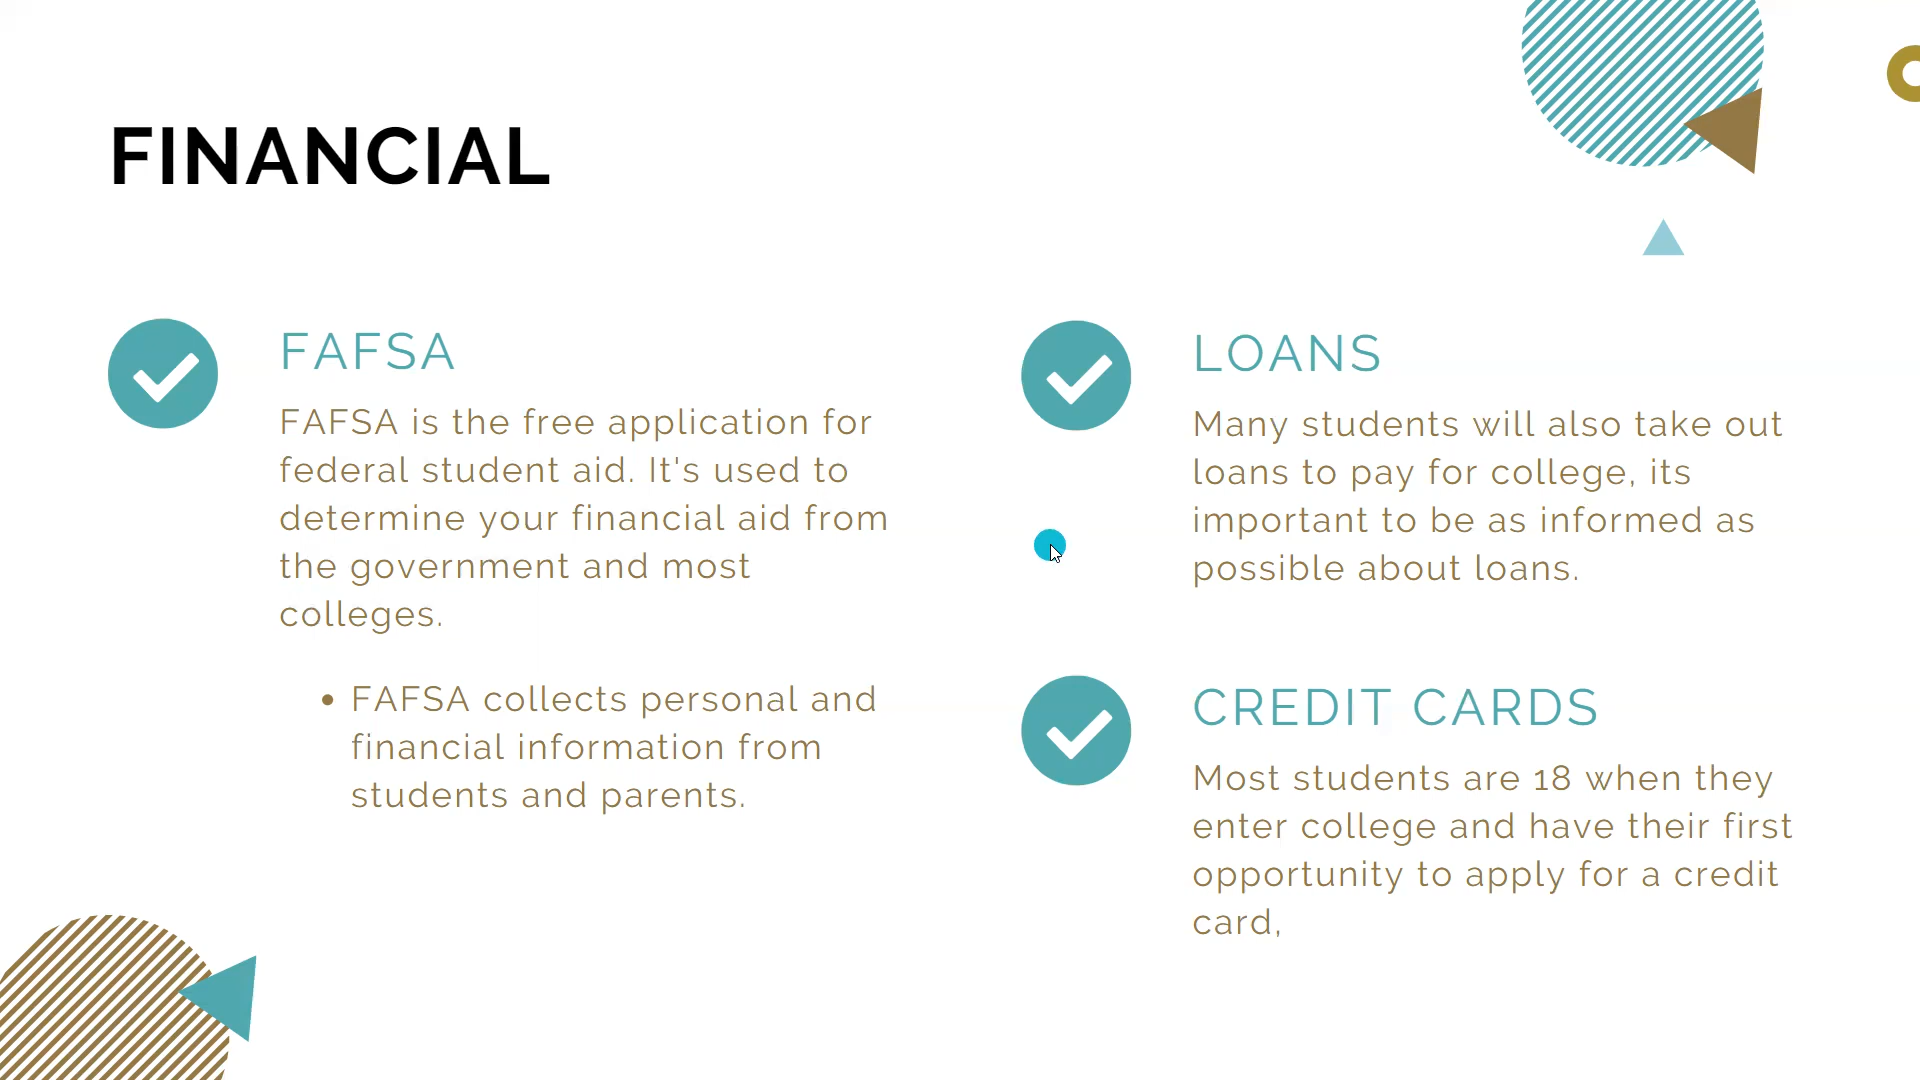 FINANCIAL
FAFSA
FAFSA is the free application for
federal student aid. It's used to
determine your financial aid from
the government and most
colleges.
• FAFSA collects personal and
financial information from
students and parents.
LOANS
Many students will also take out
loans to pay for college, its
important to be as informed as
possible about loans.
CREDIT CARDS
Most students are 18 when they
enter college and have their first
opportunity to apply for a credit
card,